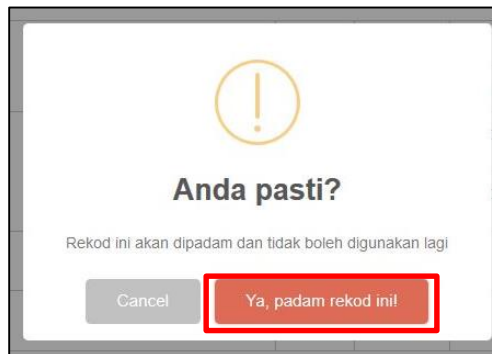 Anda pasti?
Rekod ini akan dipadam dan tidak boleh digunakan lagi
Cancel
Ya, padam rekod ini!